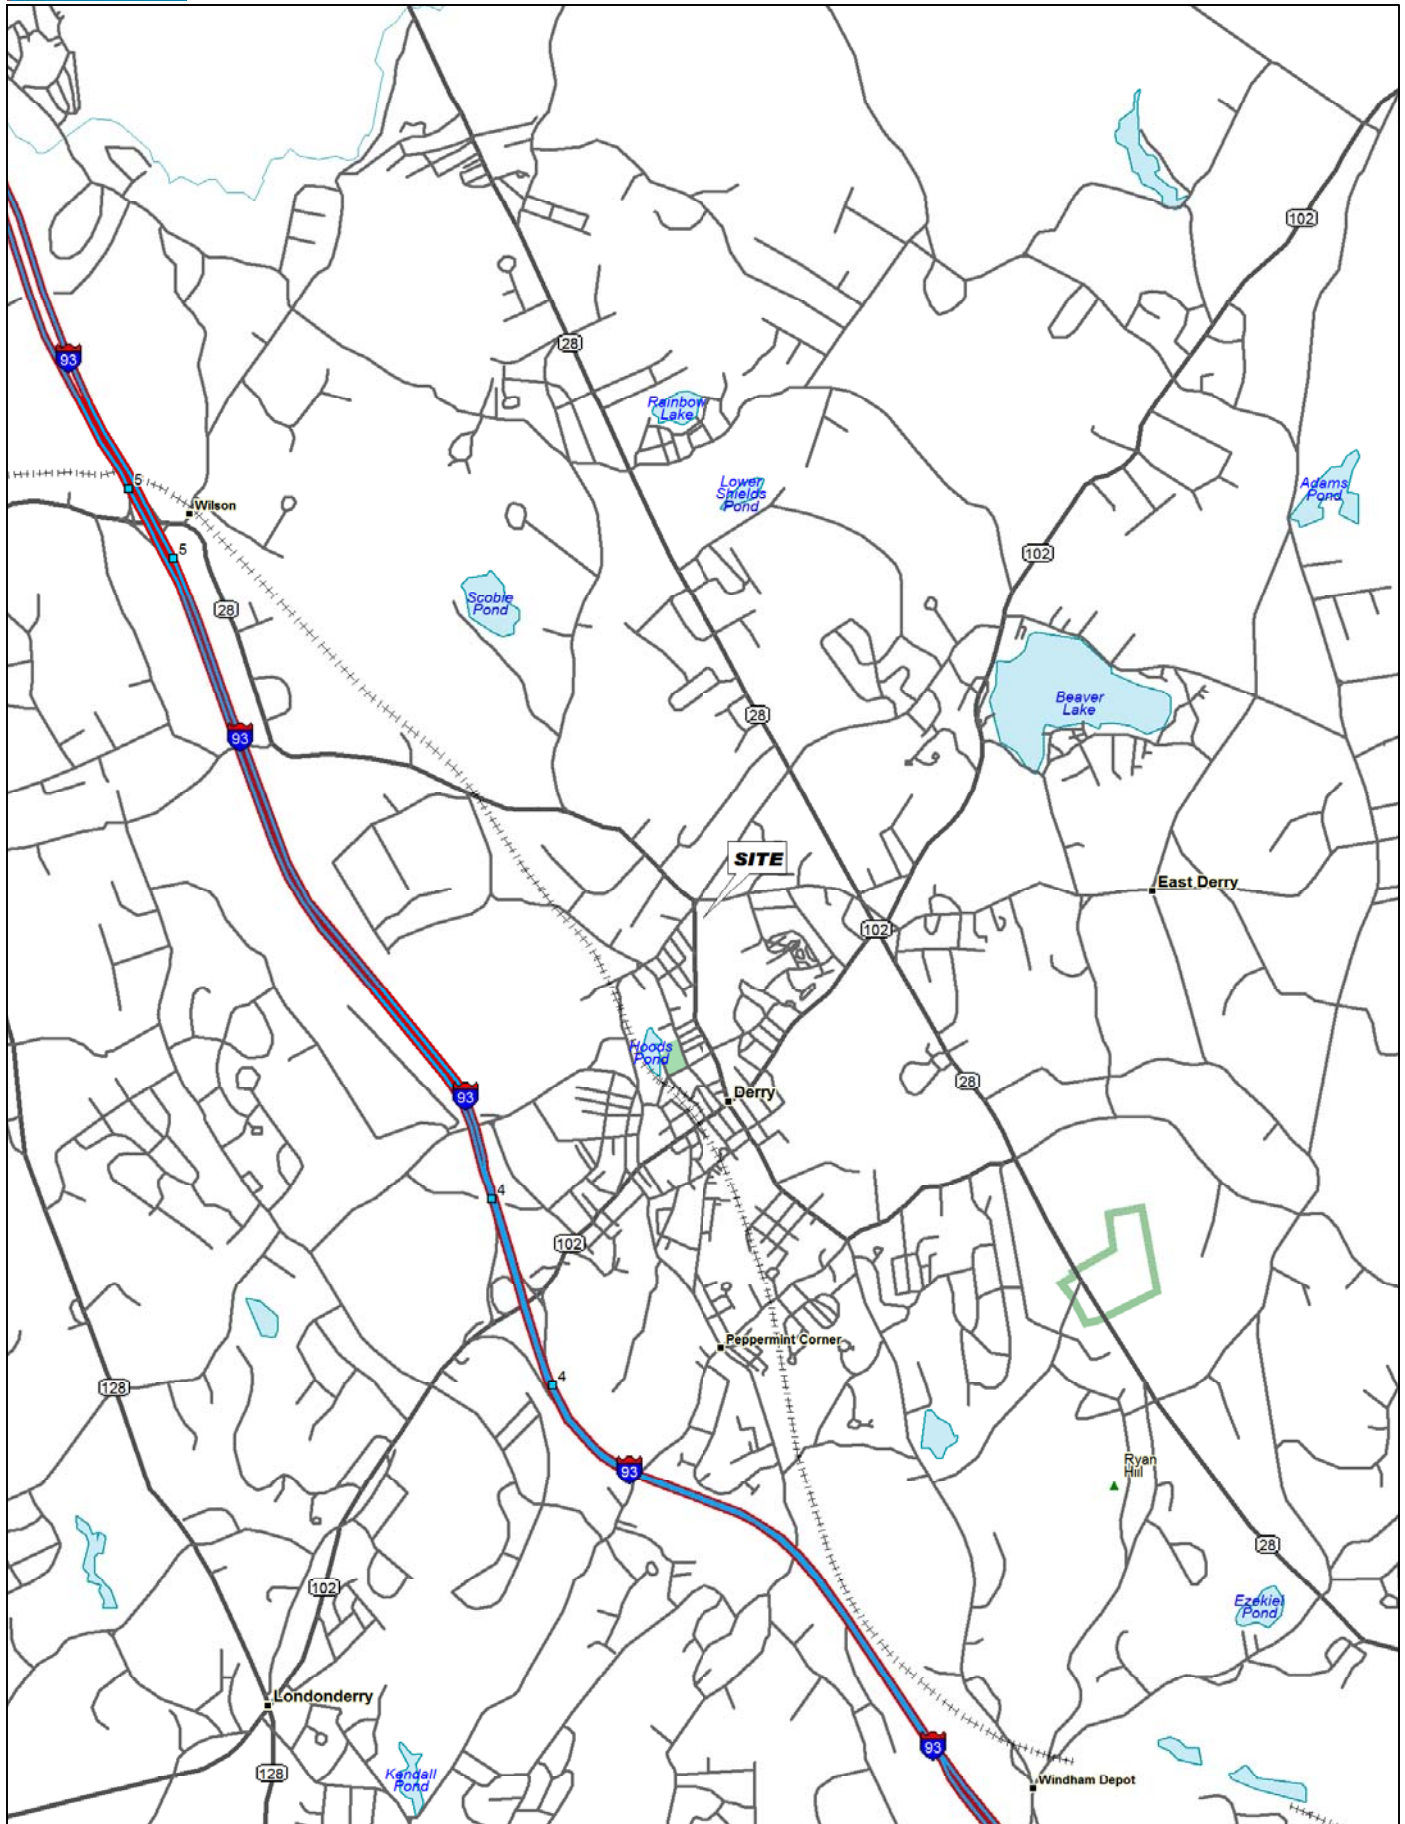 102
28
93
Rainbow
Lake
5
Lower
Shields
Pond
Adams
Pond
Wilson
5
102
Scobie
Pond
28
Beaver
Lake
28
93
SITE
East Derry
102
Hoods
Pond
28
93
Derry
4
102
Peppermint Corner
4
128
Ryan
Hill
93
28
102
Ezekiel
Pond
Londonderry
93
128
Kendall
Pond
Windham Depot